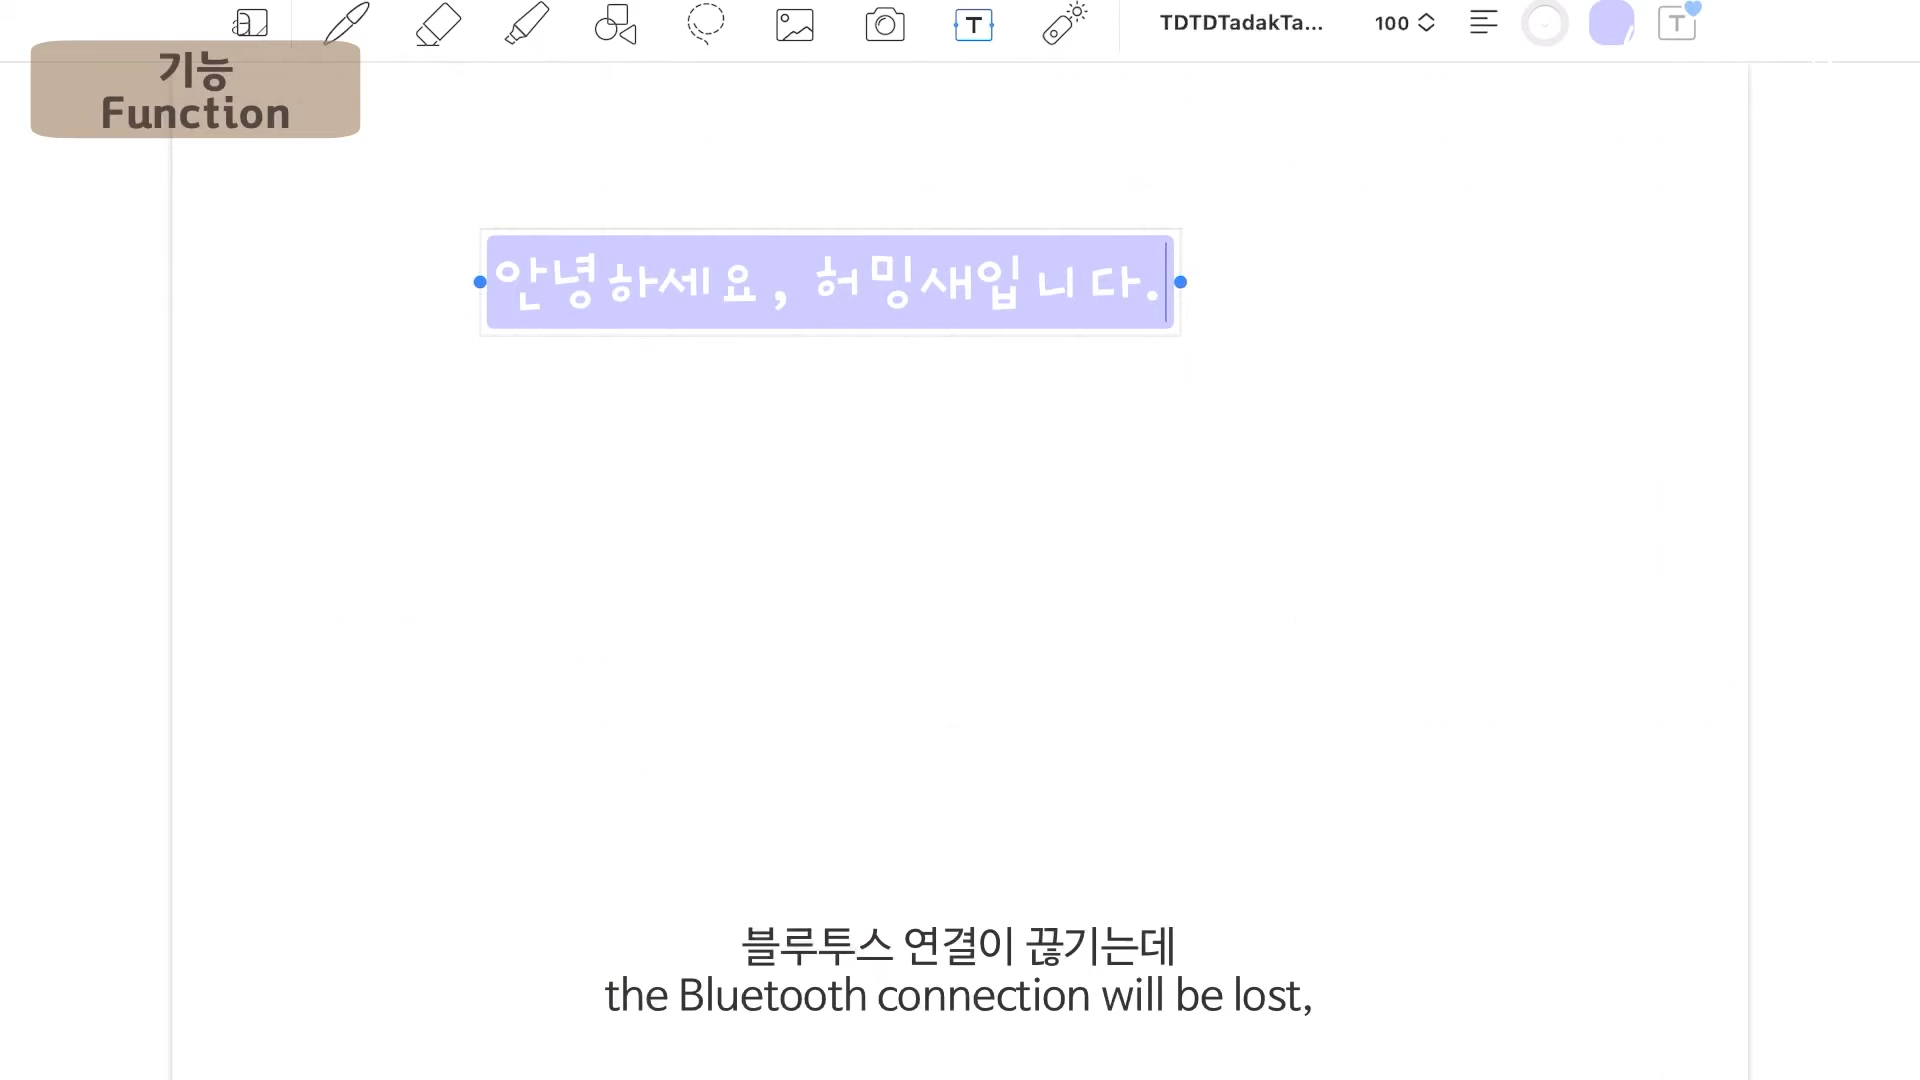 TDTDTadakTa... 100
기능
Function
안녕하세요, 허밍새입니다.
블루투스 연결이 끊기는데
the Bluetooth connection will be lost,